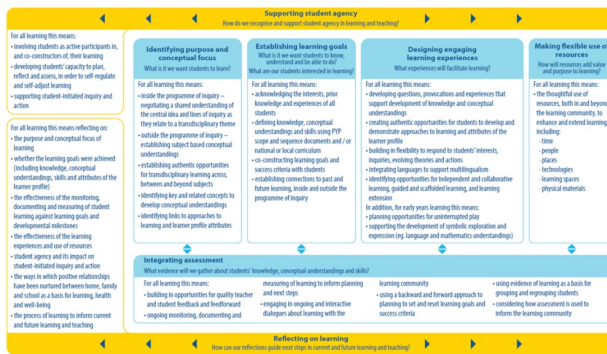 Supporting student agency
How do we recognise and support student agency in learning and teaching?
For all learning this means:
• involving students as active participants in,
and co-constructors of, their learning
• developing students' capacity to plan,
reflect and assess, in order to self-regulate
and self-adjust learning
• supporting student-initiated inquiry and
action
For all learning this means reflecting on:
• the purpose and conceptual focus of
learning
• whether the learning goals were achieved
(including knowledge, conceptual
understandings, skills and attributes of the
learner profile)
• the effectiveness of the monitoring,
documenting and measuring of student
learning against learning goals and
developmental milestones
• the effectiveness of the learning
experiences and use of resources
• student agency and its impact on
student-initiated inquiry and action
• the ways in which positive relationships
have been nurtured between home, family
and school as a basis for learning, health
and well-being
• the process of learning to inform current
and future learning and teaching
Identifying purpose and
conceptual focus
What is it we want students to learn?
For all learning this means:
• inside the programme of inquiry –
negotiating a shared understanding of
the central idea and lines of inquiry as
they relate to a transdisciplinary theme
• outside the programme of inquiry –
establishing subject based conceptual
understandings
• establishing authentic opportunities
for transdisciplinary learning across,
between and beyond subjects
• identifying key and related concepts to
develop conceptual understandings
• identifying links to approaches to
learning and learner profile attributes
Establishing learning goals
What is it we want students to know,
understand and be able to do?
What are our students interested in learning?
For all learning this means:
• acknowledging the interests, prior
knowledge and experiences of all
students
• defining knowledge, conceptual
understandings and skills using PYP
scope and sequence documents and / or
national or local curriculum
• co-constructing learning goals and
success criteria with students
• establishing connections to past and
future learning, inside and outside the
programme of inquiry
Designing engaging
learning experiences
What experiences will facilitate learning?
For all learning this means:
• developing questions, provocations and experiences that
support development of knowledge and conceptual
understandings
• creating authentic opportunities for students to develop and
demonstrate approaches to learning and attributes of the
learner profile
• building in flexibility to respond to students' interests,
inquiries, evolving theories and actions
• integrating languages to support multilingualism
• identifying opportunities for independent and collaborative
learning, guided and scaffolded learning, and learning
extension
In addition, for early years learning this means:
• planning opportunities for uninterrupted play
• supporting the development of symbolic exploration and
expression (eg. language and mathematics understandings)
Making flexible use of
resources
How will resources add value
and purpose to learning?
For all learning this means:
• the thoughtful use of
resources, both in and beyond
the learning community, to
enhance and extend learning
including:
· time
· people
· places
· technologies
· learning spaces
· physical materials
Integrating assessment
What evidence will we gather about students' knowledge, conceptual understandings and skills?
For all learning this means:
• building in opportunities for quality teacher
and student feedback and feedforward
• ongoing monitoring, documenting and
measuring of learning to inform planning
and next steps
• engaging in ongoing and interactive
dialogues about learning with the
learning community
• using a backward and forward approach to
planning to set and reset learning goals and
success criteria
• using evidence of learning as a basis for
grouping and regrouping students
• considering how assessment is used to
inform the learning community
Reflecting on learning
How can our reflections guide next steps in current and future learning and teaching?